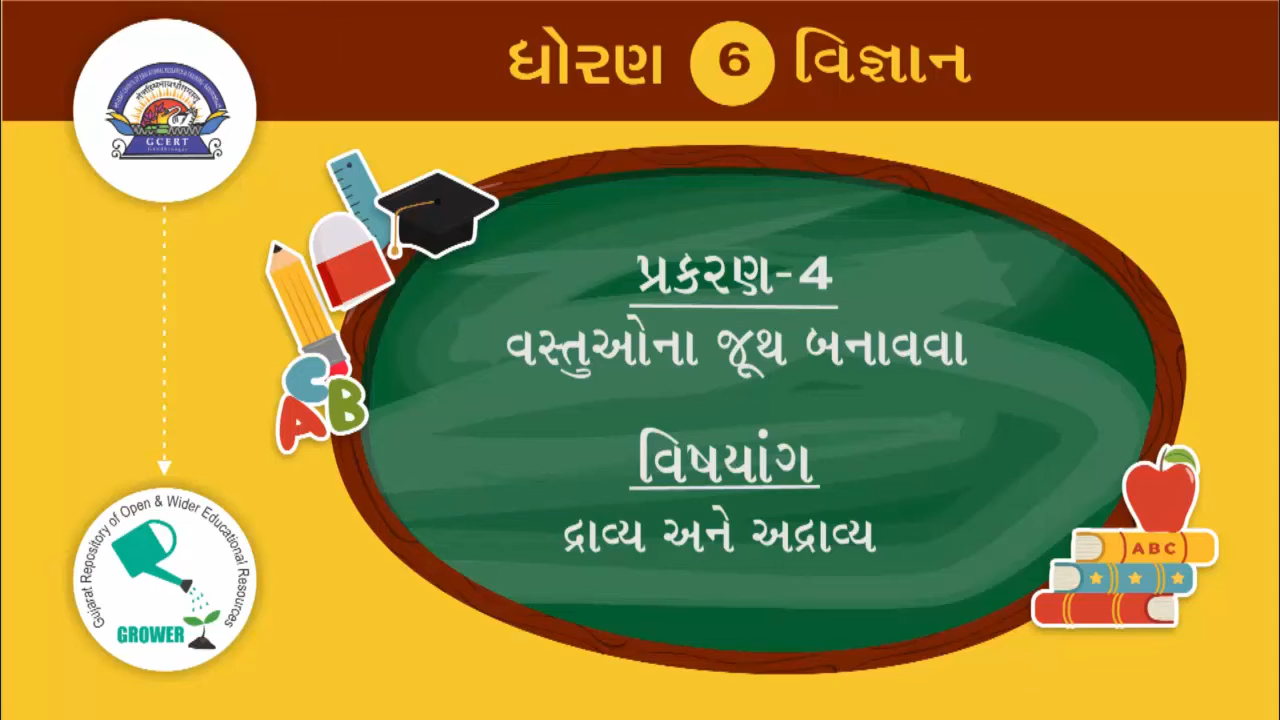 ધોરણ 6 વિજ્ઞાન
GCERT
પ્રકરણ-4
વસ્તુઓના જૂથ બનાવવા
વિષયાંગ
દ્રાવ્ય અને અદ્રાવ્ય
CAB
ABC
Gujarat Repository of Open & Wider Educational Resources
GROWER